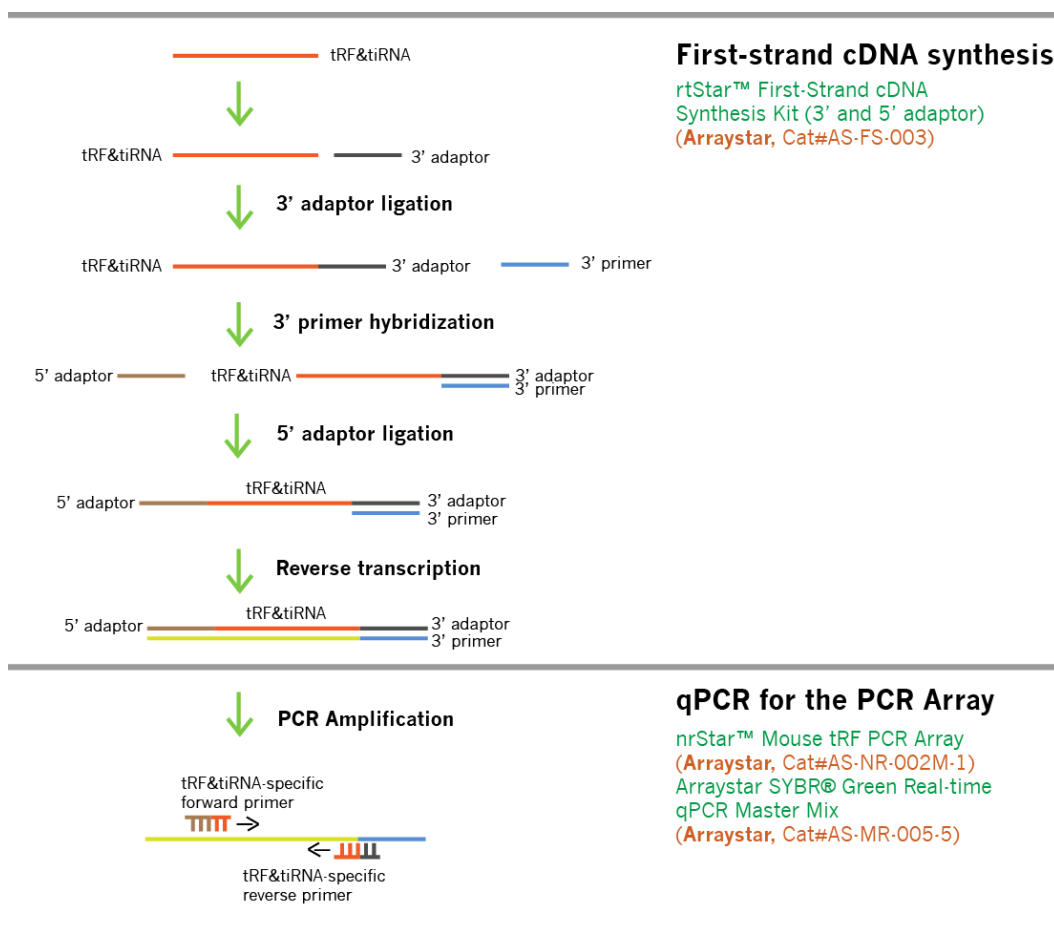 tRF&tiRNA
First-strand cDNA synthesis
rtStar™ First-Strand cDNA
Synthesis Kit (3’ and 5’ adaptor)
(Arraystar, Cat#AS-FS-003)
tRF&tiRNA
3’ adaptor
3’ adaptor ligation
tRF&tiRNA
3’ adaptor
3’ primer
3’ primer hybridization
5’ adaptor
tRF&tiRNA
3’ adaptor
3’ primer
5’ adaptor ligation
tRF&tiRNA
5’ adaptor
3’ adaptor
3’ primer
Reverse transcription
tRF&tiRNA
5’ adaptor
3’ adaptor
3’ primer
PCR Amplification
qPCR for the PCR Array
nrStar™ Mouse tRF PCR Array
(Arraystar, Cat#AS-NR-002M-1)
Arraystar SYBR® Green Real-time
qPCR Master Mix
(Arraystar, Cat#AS-MR-005-5)
tRF&tiRNA-specific
forward primer
tRF&tiRNA-specific
reverse primer